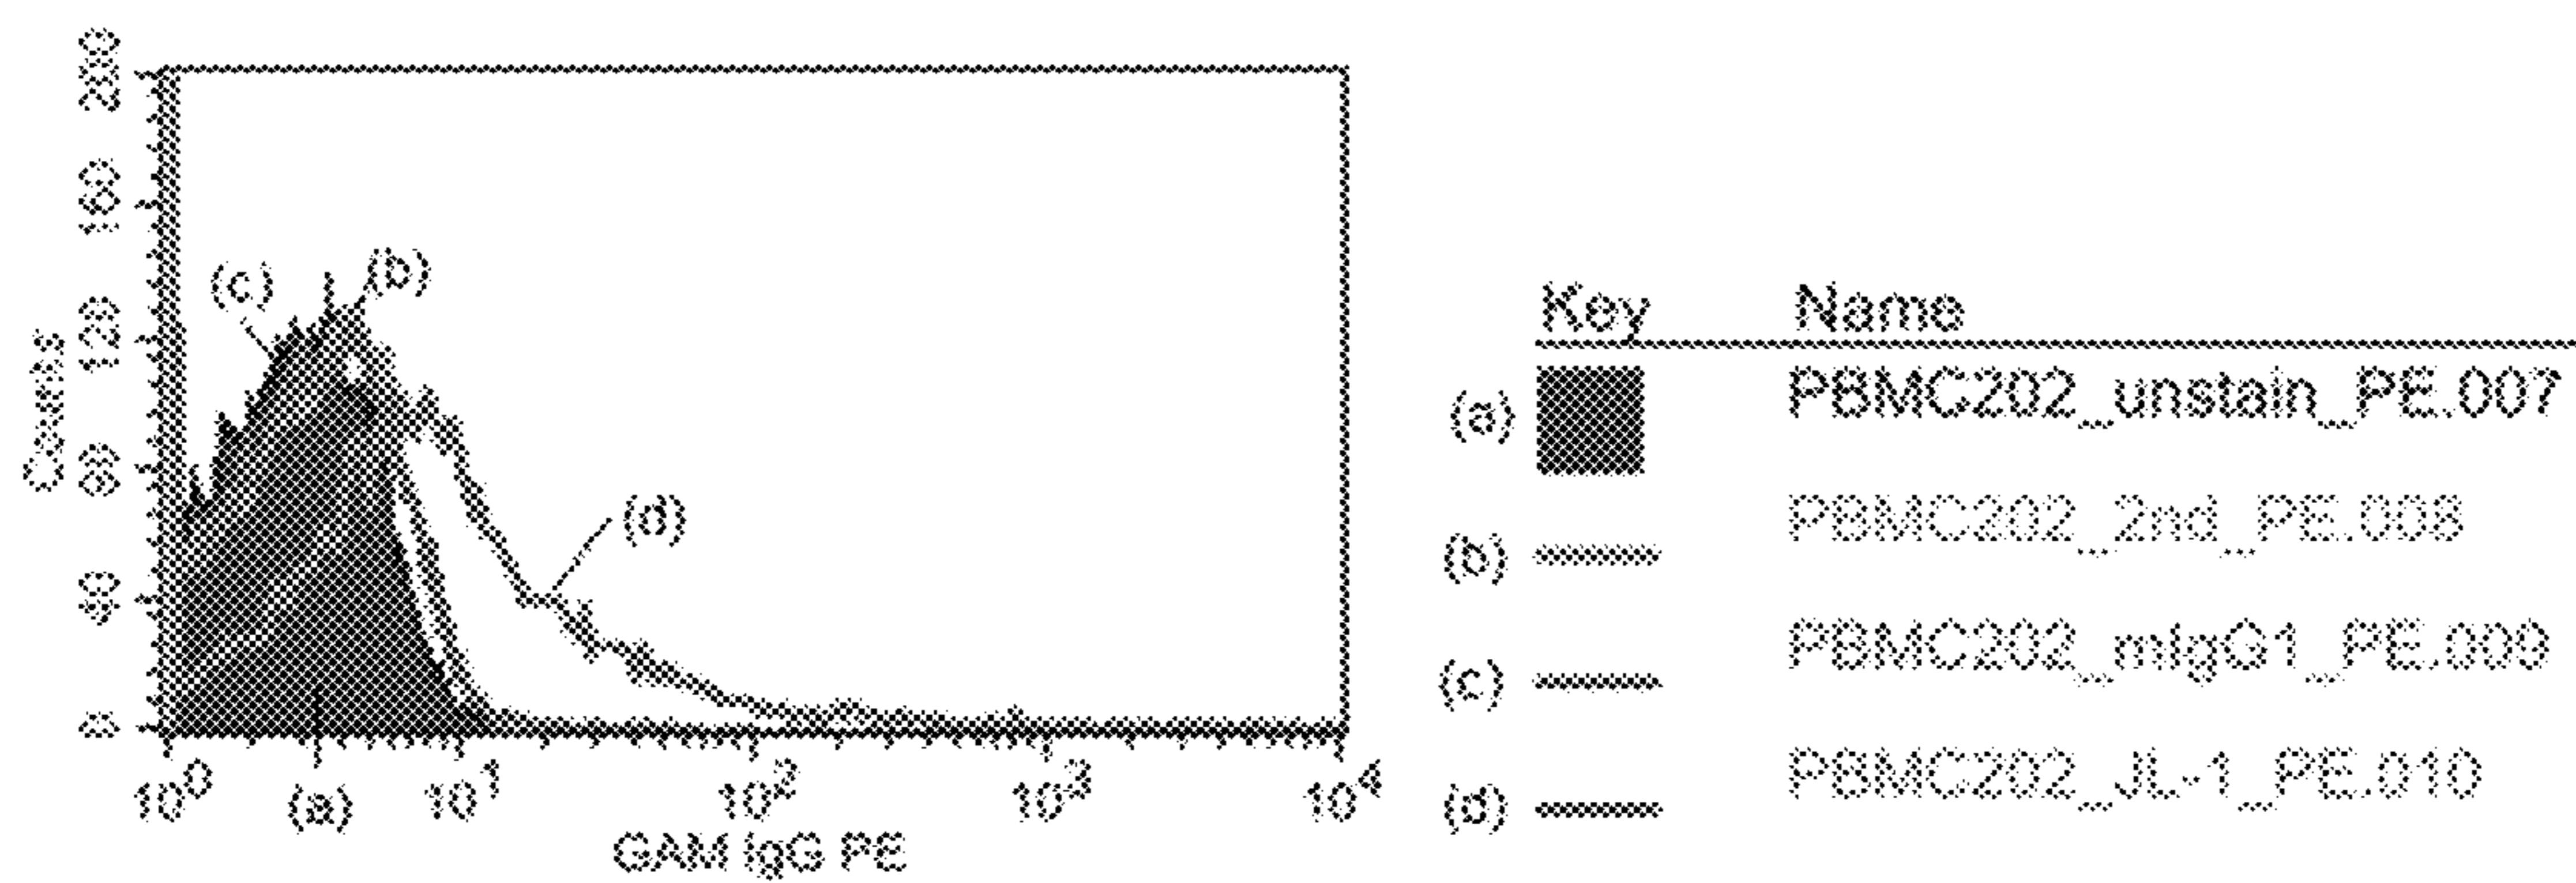 200
160
120
80
40
0
Counts
(c)
(b)
(d)
10^0
(a)
10^1
10^2
10^3
10^4
GAM IgG PE
Key Name
(a) PBMC202_unstain_PE.007
(b) PBMC202_2nd_PE.008
(c) PBMC202_mIgG1_PE.009
(d) PBMC202_JL-1_PE.010